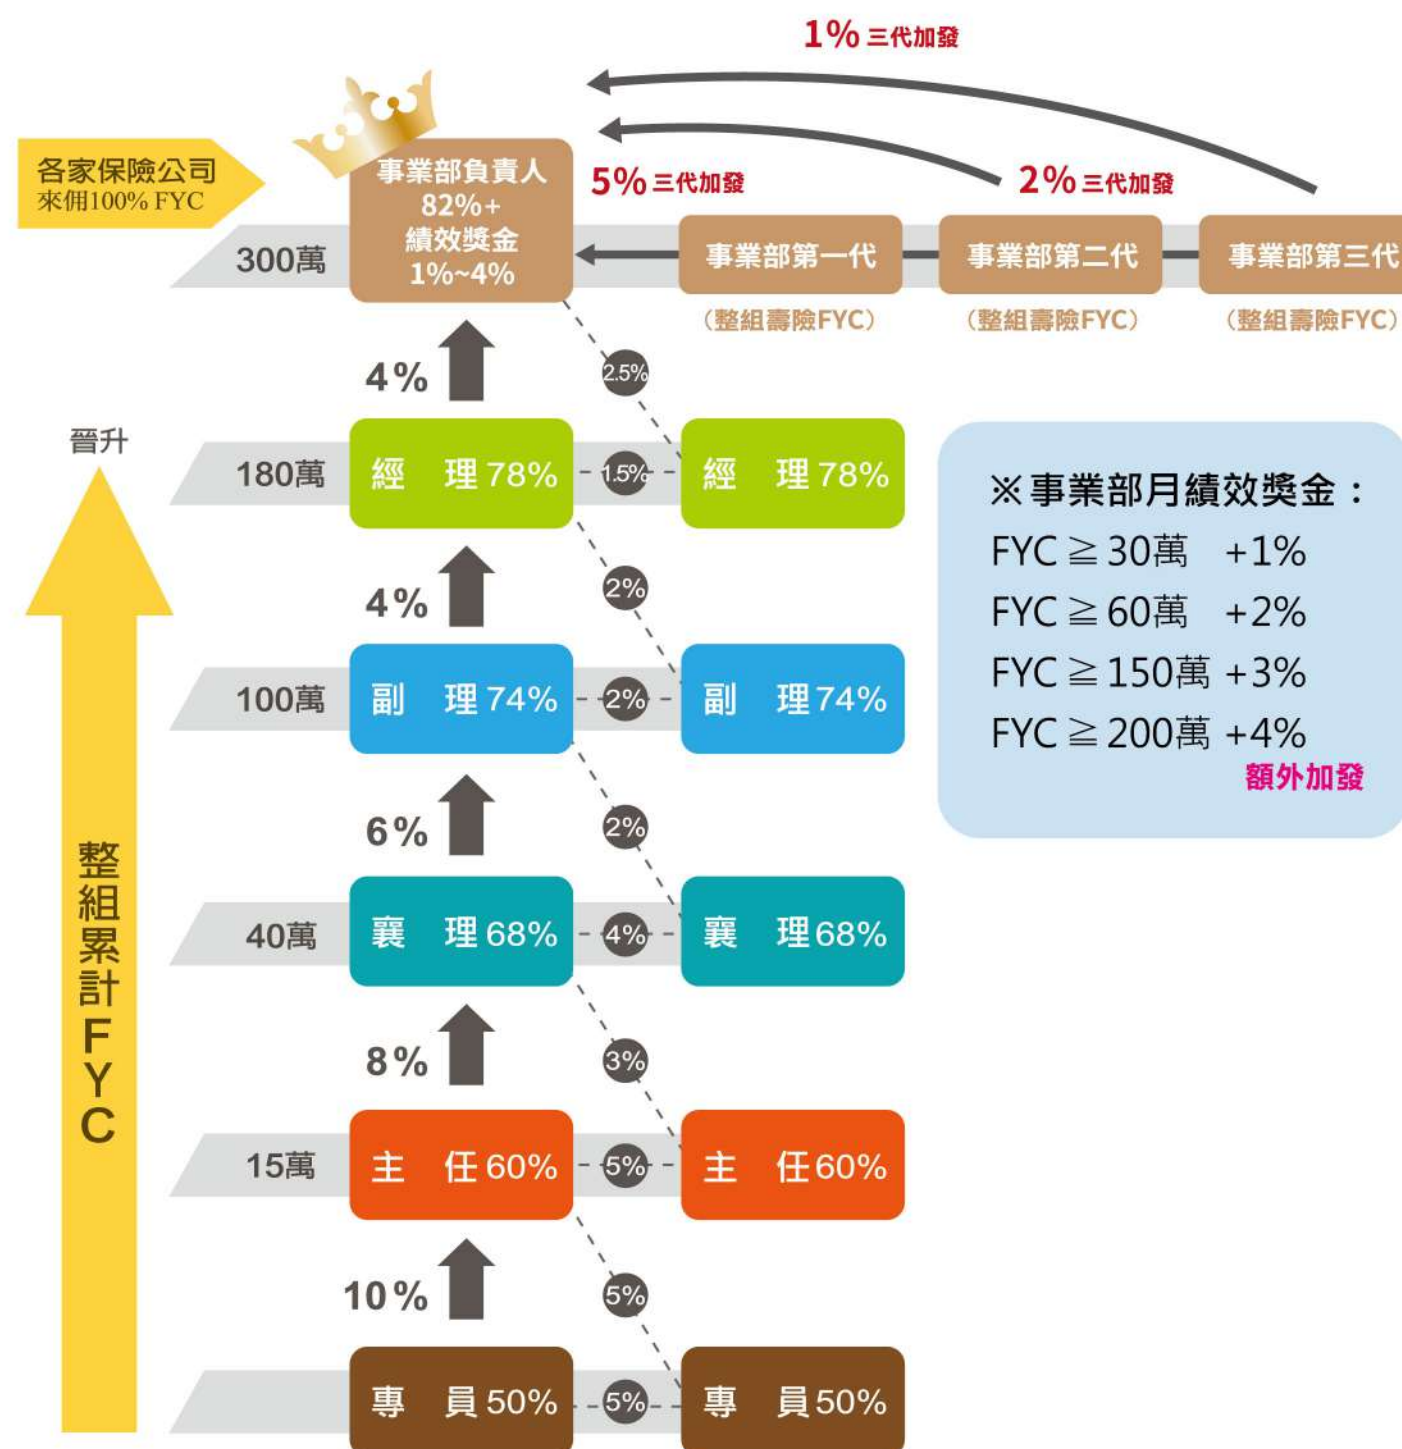 1% 三代加發
各家保險公司
來佣100% FYC
事業部負責人
82%+
績效獎金
1%~4%
5% 三代加發
2% 三代加發
300萬
事業部第一代
事業部第二代
事業部第三代
(整組壽險FYC)
(整組壽險FYC)
(整組壽險FYC)
4%
2.5%
晉升
180萬
經 理 78%
1.5%
經 理 78%
※事業部月績效獎金：
FYC ≧ 30萬 +1%
FYC ≧ 60萬 +2%
FYC ≧ 150萬 +3%
FYC ≧ 200萬 +4%
額外加發
4%
2%
100萬
副 理 74%
2%
副 理 74%
6%
2%
整組累計FYC
40萬
襄 理 68%
4%
襄 理 68%
8%
3%
15萬
主 任 60%
5%
主 任 60%
10%
5%
專 員 50%
5%
專 員 50%